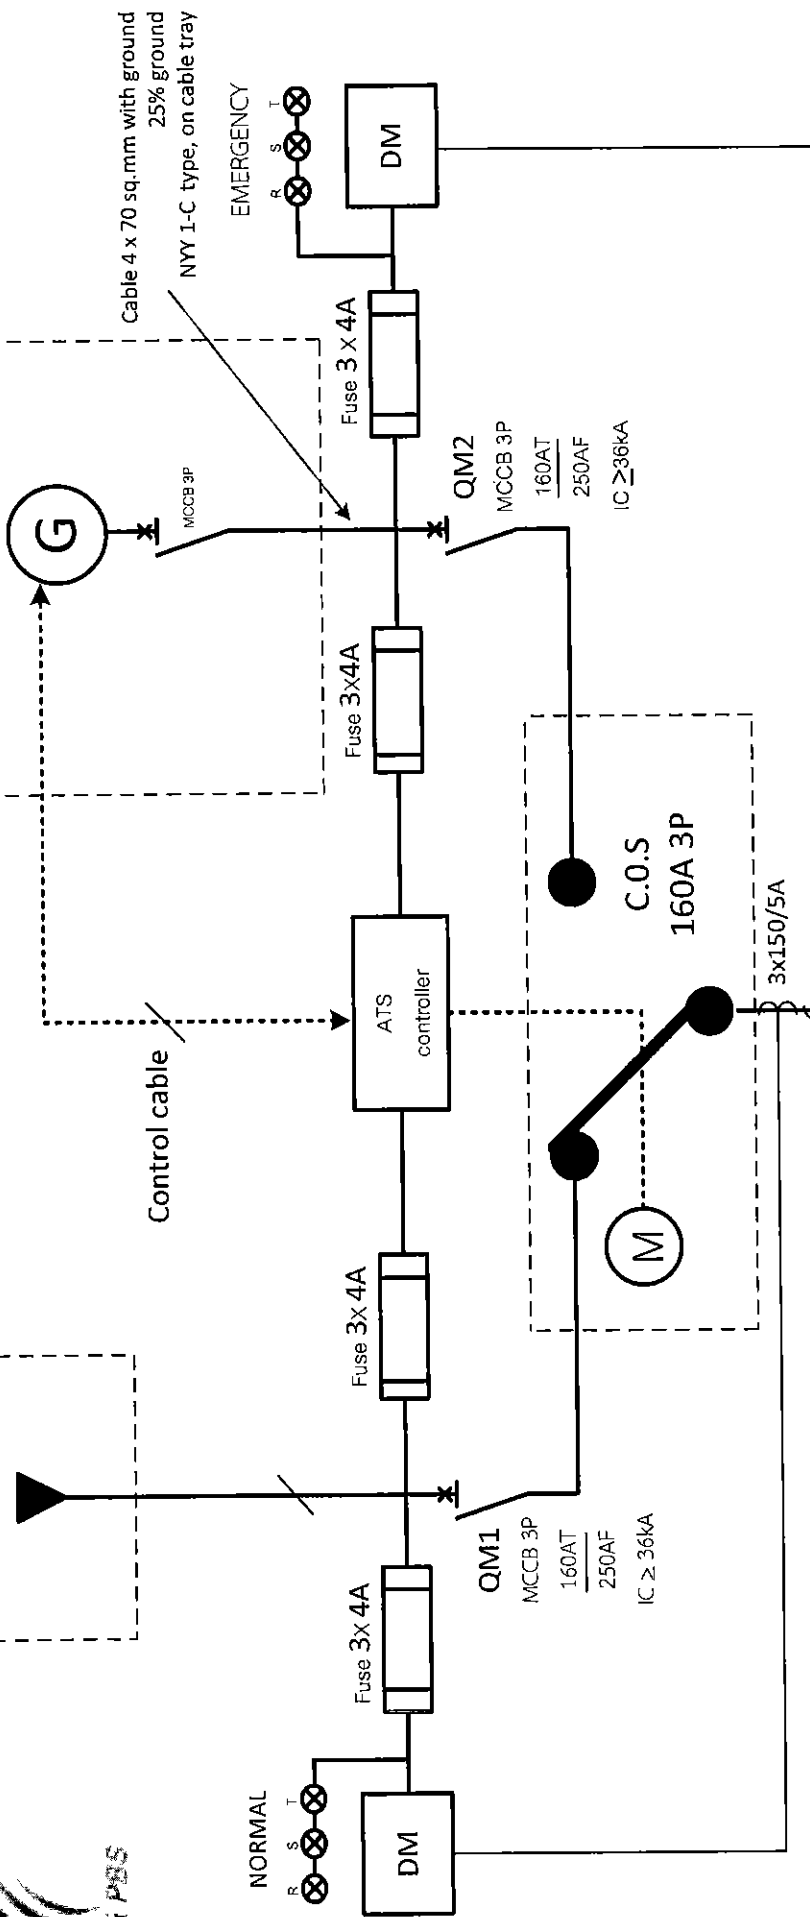 Cable 4 x 70 sq.mm with ground
25% ground
NYY 1-C type, on cable tray
G
MCCB 3P
Control cable
NORMAL
R S T
EMERGENCY
R S T
DM
Fuse 3x 4A
Fuse 3x 4A
ATS
controller
Fuse 3x4A
Fuse 3 x 4A
DM
QM1
MCCB 3P
160AT
250AF
IC ≥ 36kA
QM2
MCCB 3P
160AT
250AF
IC ≥36kA
M
C.O.S
160A 3P
3x150/5A
PBS